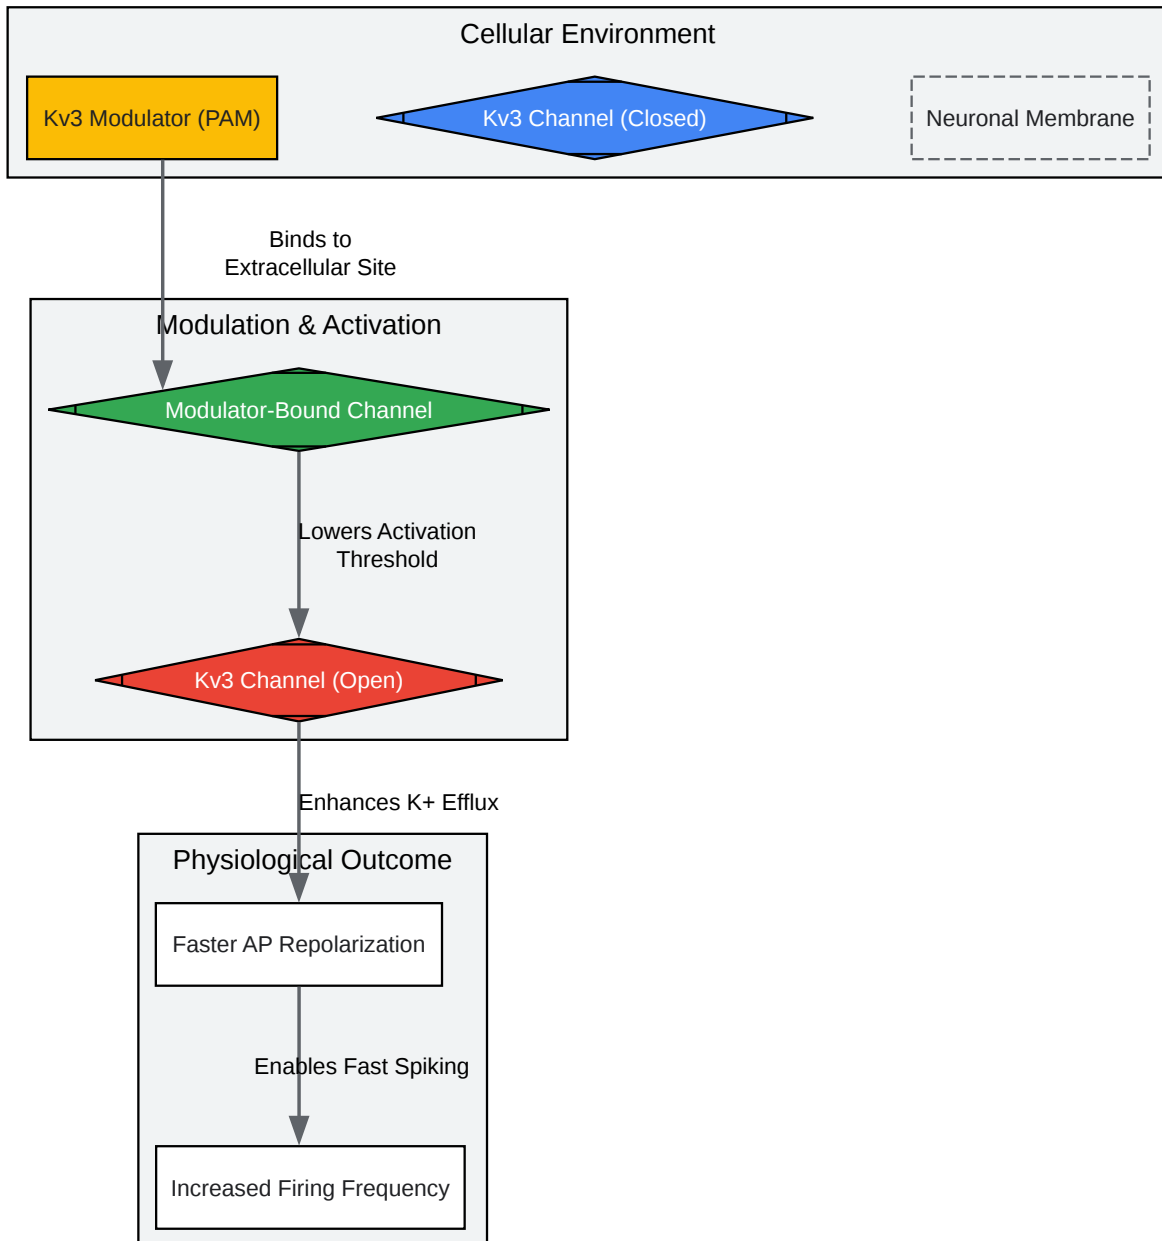 Cellular Environment
Kv3 Modulator (PAM)
Kv3 Channel (Closed)
Neuronal Membrane
Binds to
Extracellular Site
Modulation & Activation
Modulator-Bound Channel
Lowers Activation
Threshold
Kv3 Channel (Open)
Enhances K+ Efflux
Physiological Outcome
Faster AP Repolarization
Enables Fast Spiking
Increased Firing Frequency